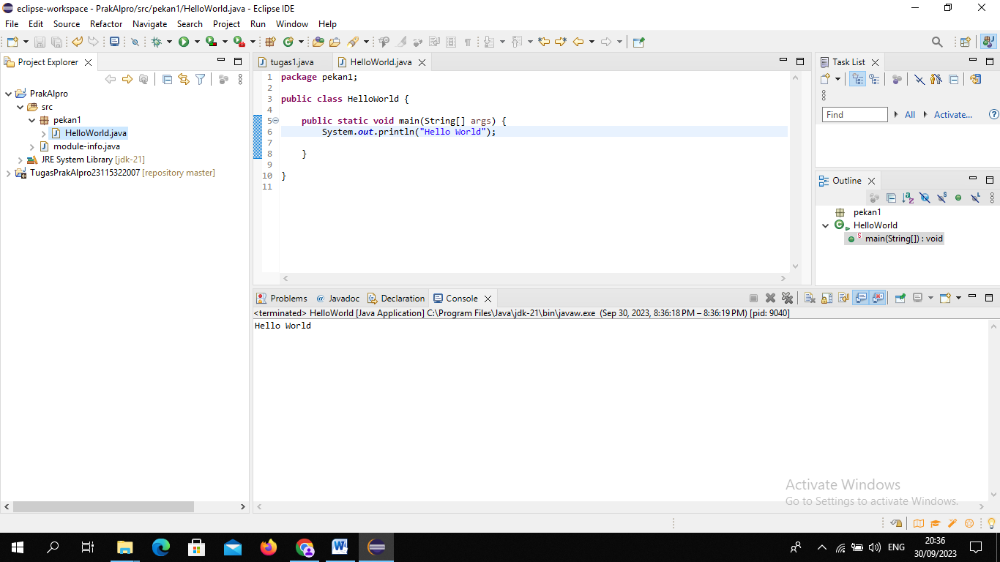 eclipse-workspace - PrakAlpro/src/pekan1/HelloWorld.java - Eclipse IDE
File Edit Source Refactor Navigate Search Project Run Window Help
Project Explorer
PrakAlpro
src
pekan1
HelloWorld.java
module-info.java
JRE System Library [jdk-21]
TugasPrakAlpro23115322007 [repository master]
tugas1.java HelloWorld.java
1 package pekan1;
2
3 public class HelloWorld {
4
5 public static void main(String[] args) {
6 System.out.println("Hello World");
7
8 }
9
10 }
11
Task List
Find All Activate...
Outline
pekan1
HelloWorld
main(String[]) : void
Problems @ Javadoc Declaration Console
<terminated> HelloWorld [Java Application] C:\Program Files\Java\jdk-21\bin\javaw.exe (Sep 30, 2023, 8:36:18 PM – 8:36:19 PM) [pid: 9040]
Hello World
Activate Windows
Go to Settings to activate Windows.
ENG
20:36
30/09/2023